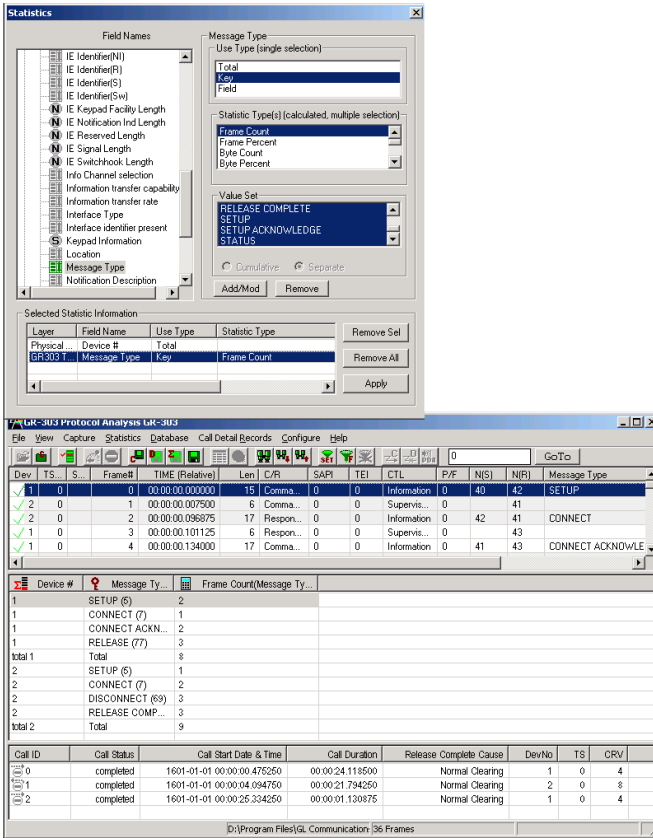 Statistics
Field Names
IE Identifier(NI)
IE Identifier(R)
IE Identifier(S)
IE Identifier(Sw)
N IE Keypad Facility Length
N IE Notification Ind Length
N IE Reserved Length
N IE Signal Length
N IE Switchhook Length
Info Channel selection
Information transfer capability
Information transfer rate
Interface Type
Interface identifier present
S Keypad Information
Location
Message Type
Notification Description
Message Type
Use Type (single selection)
Total
Key
Field
Statistic Type(s) (calculated, multiple selection)
Frame Count
Frame Percent
Byte Count
Byte Percent
Value Set
RELEASE COMPLETE
SETUP
SETUP ACKNOWLEDGE
STATUS
Cumulative Separate
Add/Mod Remove
Selected Statistic Information
Layer Field Name Use Type Statistic Type
Physical ... Device # Total
GR303 T... Message Type Key Frame Count
Remove Sel
Remove All
Apply
GR-303 Protocol Analysis GR-303
File View Capture Statistics Database Call Detail Records Configure Help
0 GoTo
Dev TS... S... Frame# TIME (Relative) Len C/R SAPI TEI CTL P/F N(S) N(R) Message Type
1 0 0 00:00:00.000000 15 Comma... 0 0 Information 0 40 42 SETUP
2 0 1 00:00:00.007500 6 Comma... 0 0 Supervis... 0 41
2 0 2 00:00:00.096875 17 Respon... 0 0 Information 0 42 41 CONNECT
1 0 3 00:00:00.101125 6 Respon... 0 0 Supervis... 0 43
1 0 4 00:00:00.134000 17 Comma... 0 0 Information 0 41 43 CONNECT ACKNOWLE
Device # Message Ty... Frame Count(Message Ty...
1 SETUP (5) 2
1 CONNECT (7) 1
1 CONNECT ACKN... 2
1 RELEASE (77) 3
total 1 Total 8
2 SETUP (5) 1
2 CONNECT (7) 2
2 DISCONNECT (69) 3
2 RELEASE COMP... 3
total 2 Total 9
Call ID Call Status Call Start Date & Time Call Duration Release Complete Cause DevNo TS CRV
0 completed 1601-01-01 00:00:00.475250 00:00:24.118500 Normal Clearing 1 0 4
1 completed 1601-01-01 00:00:04.094750 00:00:21.794250 Normal Clearing 2 0 8
2 completed 1601-01-01 00:00:25.334250 00:00:01.130875 Normal Clearing 1 0 4
D:\Program Files\GL Communication 36 Frames